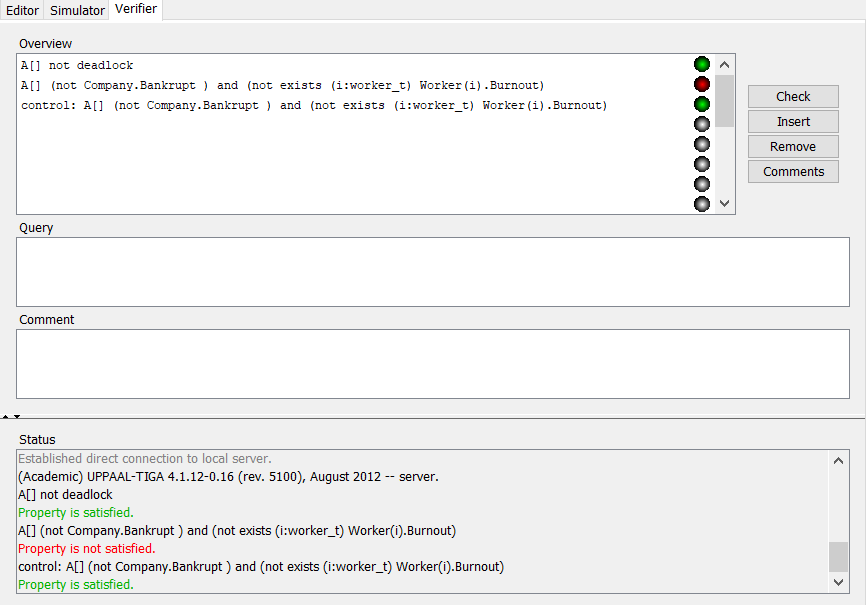 Editor Simulator Verifier
Overview
A[] not deadlock
A[] (not Company.Bankrupt ) and (not exists (i:worker_t) Worker(i).Burnout)
control: A[] (not Company.Bankrupt ) and (not exists (i:worker_t) Worker(i).Burnout)
Check
Insert
Remove
Comments
Query
Comment
Status
Established direct connection to local server.
(Academic) UPPAAL-TIGA 4.1.12-0.16 (rev. 5100), August 2012 -- server.
A[] not deadlock
Property is satisfied.
A[] (not Company.Bankrupt ) and (not exists (i:worker_t) Worker(i).Burnout)
Property is not satisfied.
control: A[] (not Company.Bankrupt ) and (not exists (i:worker_t) Worker(i).Burnout)
Property is satisfied.